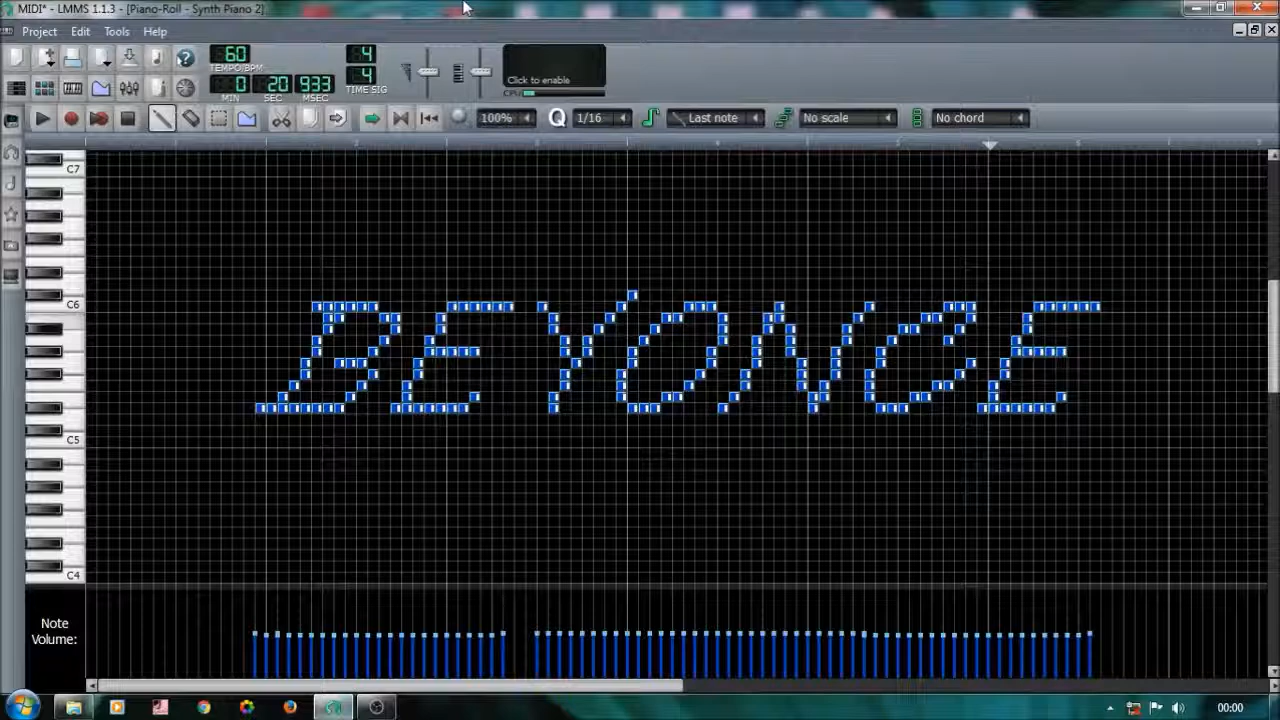 MIDI* - LMMS 1.1.3 - [Piano-Roll - Synth Piano 2]
Project Edit Tools Help
60
TEMPO/BPM
0 20 933
MIN SEC MSEC
4
4
TIME SIG
Click to enable
CPU
100% Q 1/16 Last note No scale No chord
C7
C6
BEYONCE
C5
C4
Note
Volume:
00:00